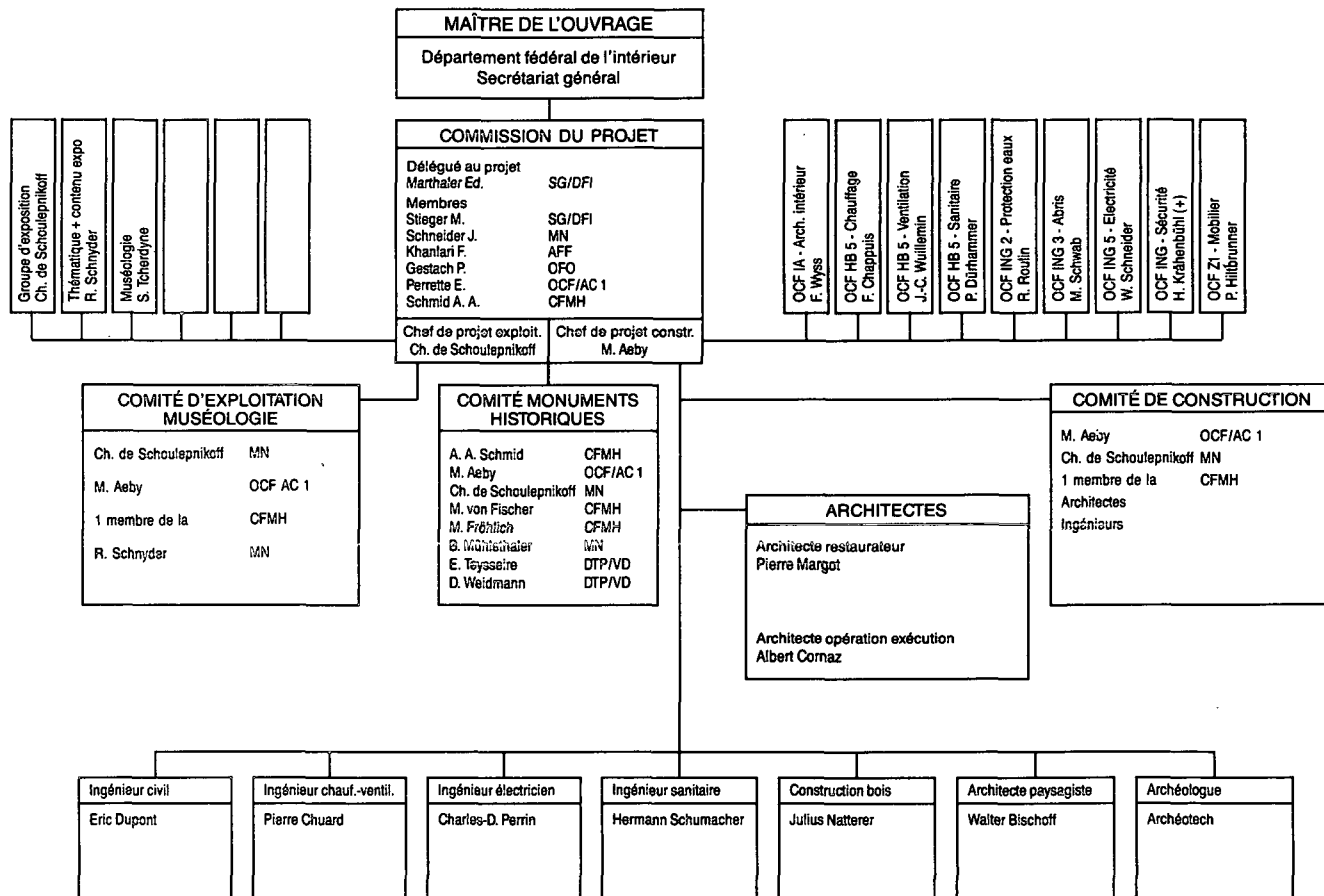 MAÎTRE DE L'OUVRAGE
Département fédéral de l'intérieur
Secrétariat général
Groupe d'exposition
Ch. de Schoulepnikoff
Thématique + contenu expo
R. Schnyder
Muséologie
S. Tcherdyne
COMMISSION DU PROJET
Délégué au projet
Marthaler Ed. SG/DFI
Membres
Stieger M. SG/DFI
Schneider J. MN
Khanlari F. AFF
Gestach P. OFO
Perrette E. OCF/AC 1
Schmid A. A. CFMH
Chef de projet exploit.
Ch. de Schoulepnikoff
Chef de projet constr.
M. Aeby
OCF IA - Arch. intérieur
F. Wyss
OCF HB 5 - Chauffage
F. Chappuis
OCF HB 5 - Ventilation
J.-C. Wuillemin
OCF HB 5 - Sanitaire
P. Dürhammer
OCF ING 2 - Protection eaux
R. Roulin
OCF ING 3 - Abris
M. Schwab
OCF ING 5 - Electricité
W. Schneider
OCF ING - Sécurité
H. Krähenbühl (+)
OCF Z1 - Mobilier
P. Hiltbrunner
COMITÉ D'EXPLOITATION
MUSÉOLOGIE
Ch. de Schoulepnikoff MN
M. Aeby OCF AC 1
1 membre de la CFMH
R. Schnyder MN
COMITÉ MONUMENTS
HISTORIQUES
A. A. Schmid CFMH
M. Aeby OCF/AC 1
Ch. de Schoulepnikoff MN
M. von Fischer CFMH
M. Fröhlich CFMH
B. Mühlethaler MN
E. Teysseire DTP/VD
D. Weidmann DTP/VD
COMITÉ DE CONSTRUCTION
M. Aeby OCF/AC 1
Ch. de Schoulepnikoff MN
1 membre de la CFMH
Architectes
Ingénieurs
ARCHITECTES
Architecte restaurateur
Pierre Margot
Architecte opération exécution
Albert Cornaz
Ingénieur civil
Eric Dupont
Ingénieur chauf.-ventil.
Pierre Chuard
Ingénieur électricien
Charles-D. Perrin
Ingénieur sanitaire
Hermann Schumacher
Construction bois
Julius Natterer
Architecte paysagiste
Walter Bischoff
Archéologue
Archéotech